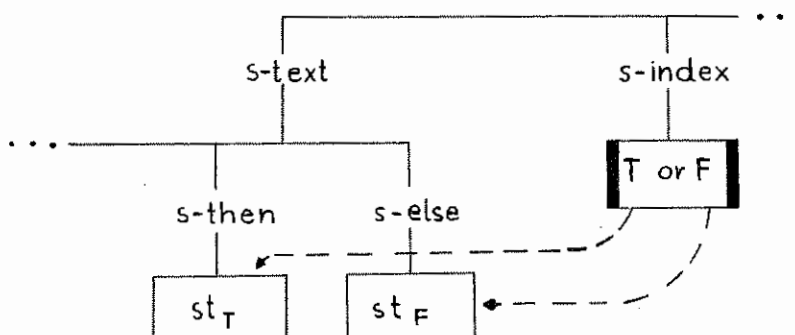 s-text s-index
T or F
s-then s-else
st_T st_F